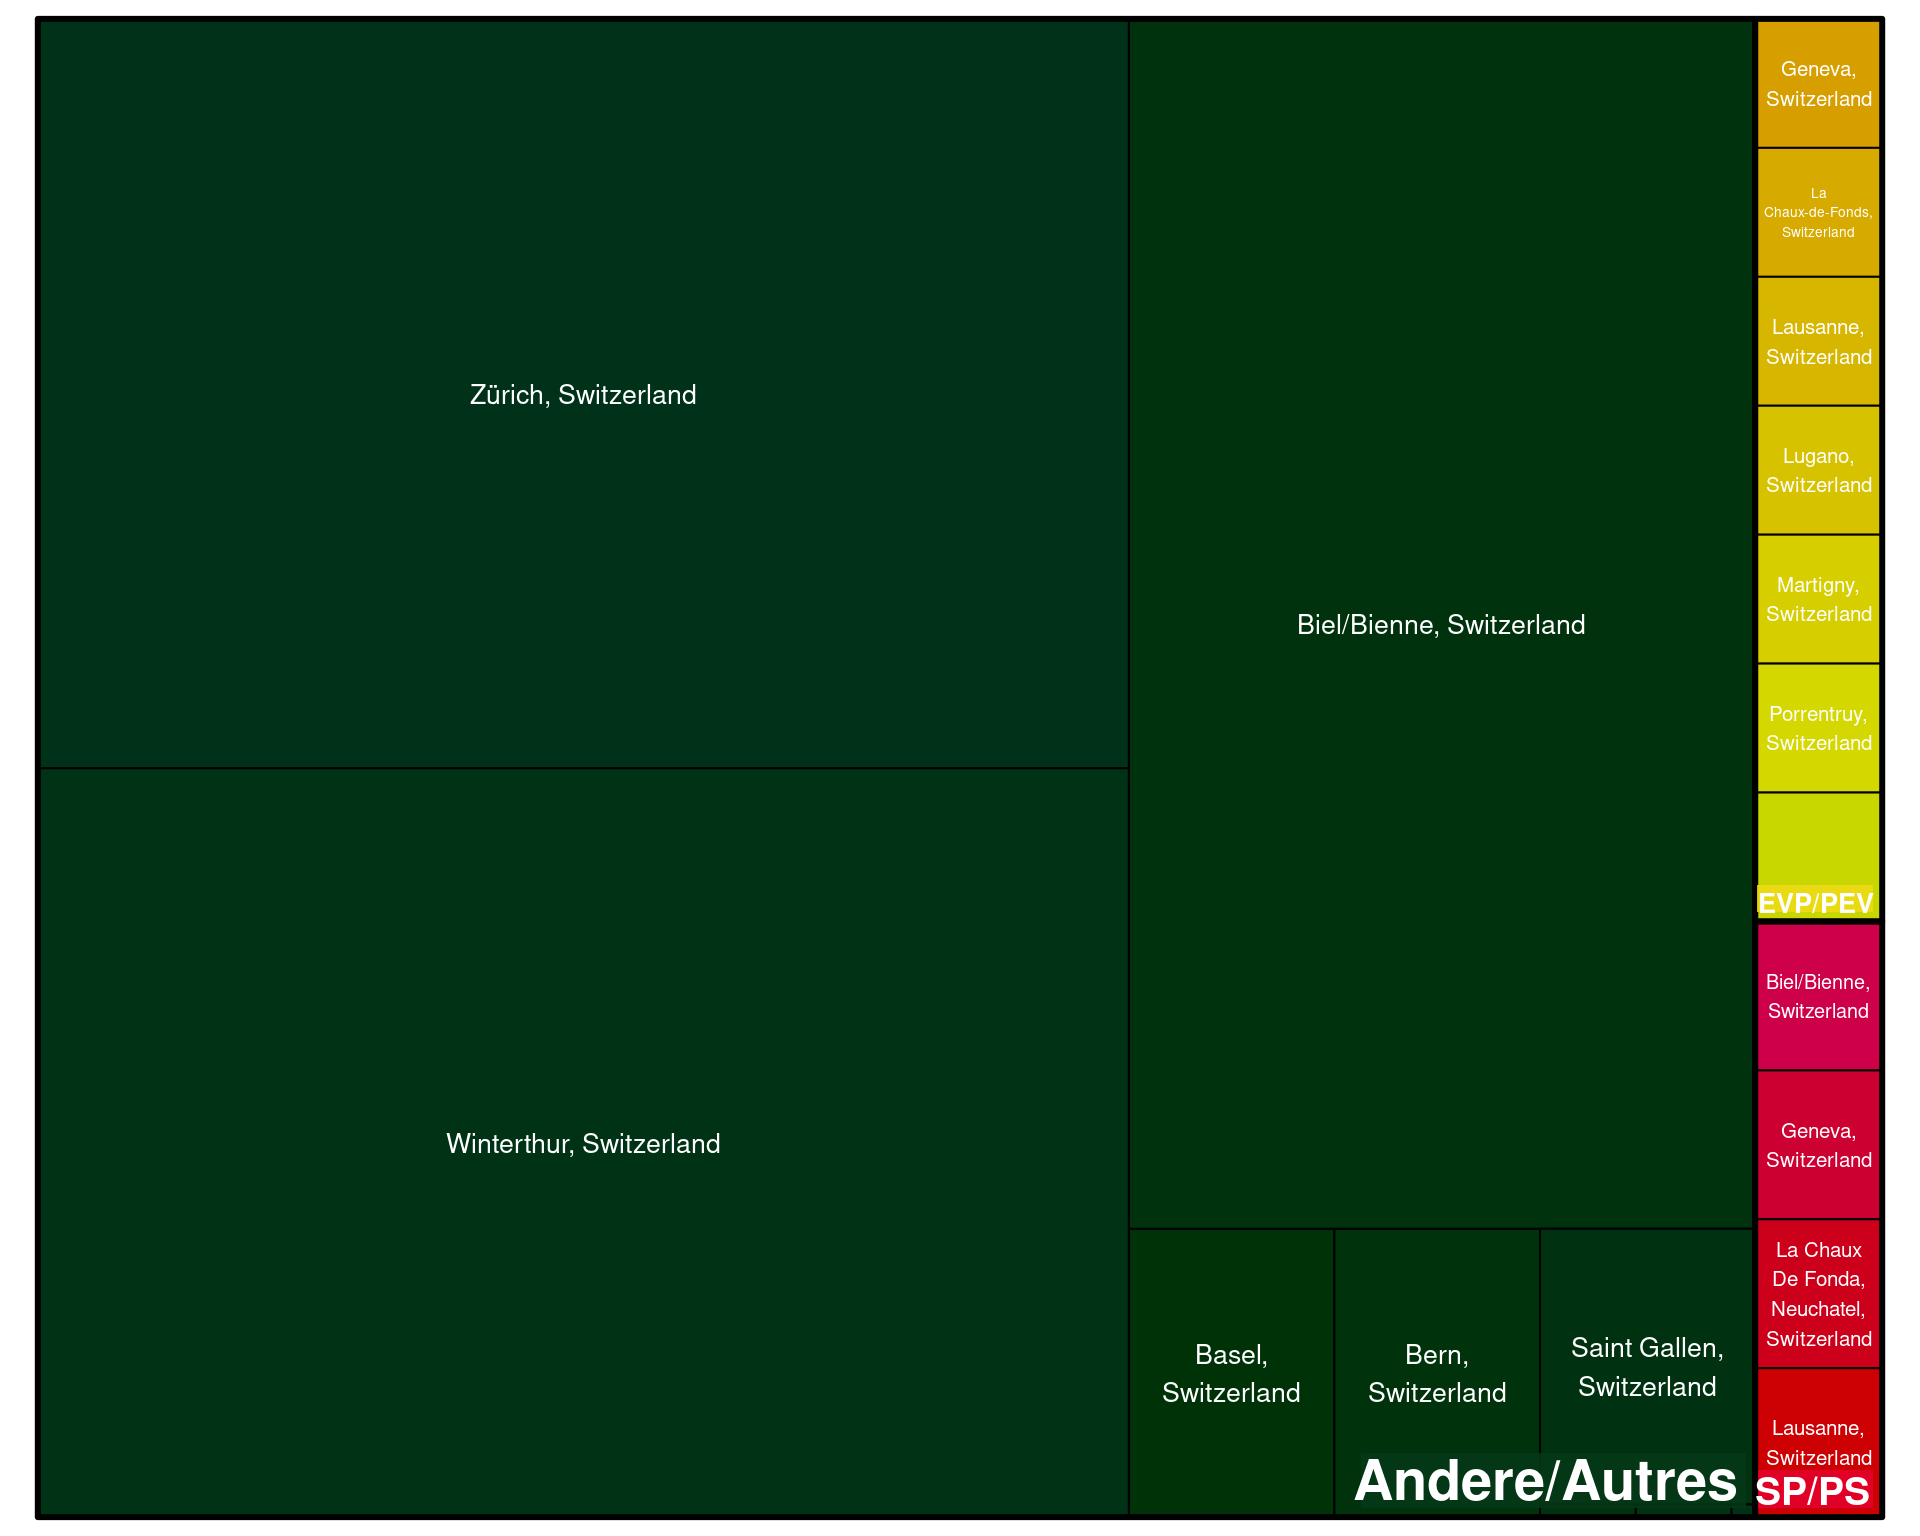 Zürich, Switzerland
Winterthur, Switzerland
Biel/Bienne, Switzerland
Basel,
Switzerland
Bern,
Switzerland
Saint Gallen,
Switzerland
Andere/Autres
Geneva,
Switzerland
La
Chaux-de-Fonds,
Switzerland
Lausanne,
Switzerland
Lugano,
Switzerland
Martigny,
Switzerland
Porrentruy,
Switzerland
EVP/PEV
Biel/Bienne,
Switzerland
Geneva,
Switzerland
La Chaux
De Fonda,
Neuchatel,
Switzerland
Lausanne,
Switzerland
SP/PS